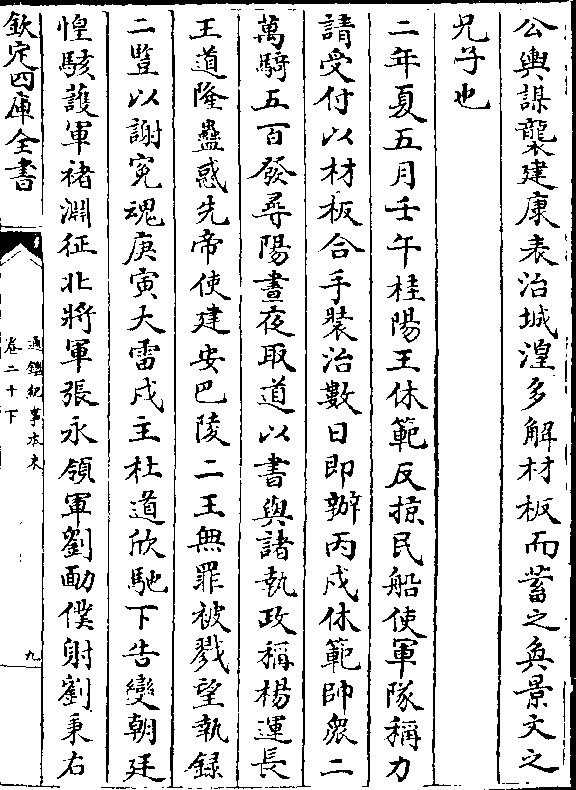 公輿謀襲建康表治城湟多解材板而蓄之奐景文之
兄子也
二年夏五月壬午桂陽王休範反掠民船使軍隊稱力
請受付以材板合手裝治數日即辦丙戍休範帥衆二
萬騎五百發尋陽晝夜取道以書與諸執政稱楊運長
王道隆蠱惑先帝使建安巴陵二王無罪被戮望執録
二豎以謝寃魂庚寅大雷戍主杜道欣馳下告變朝廷
惶駭護軍禇淵征北將軍張永領軍劉勔僕射劉秉右
欽定四庫全書
通鑑紀事本末
卷二十下
九